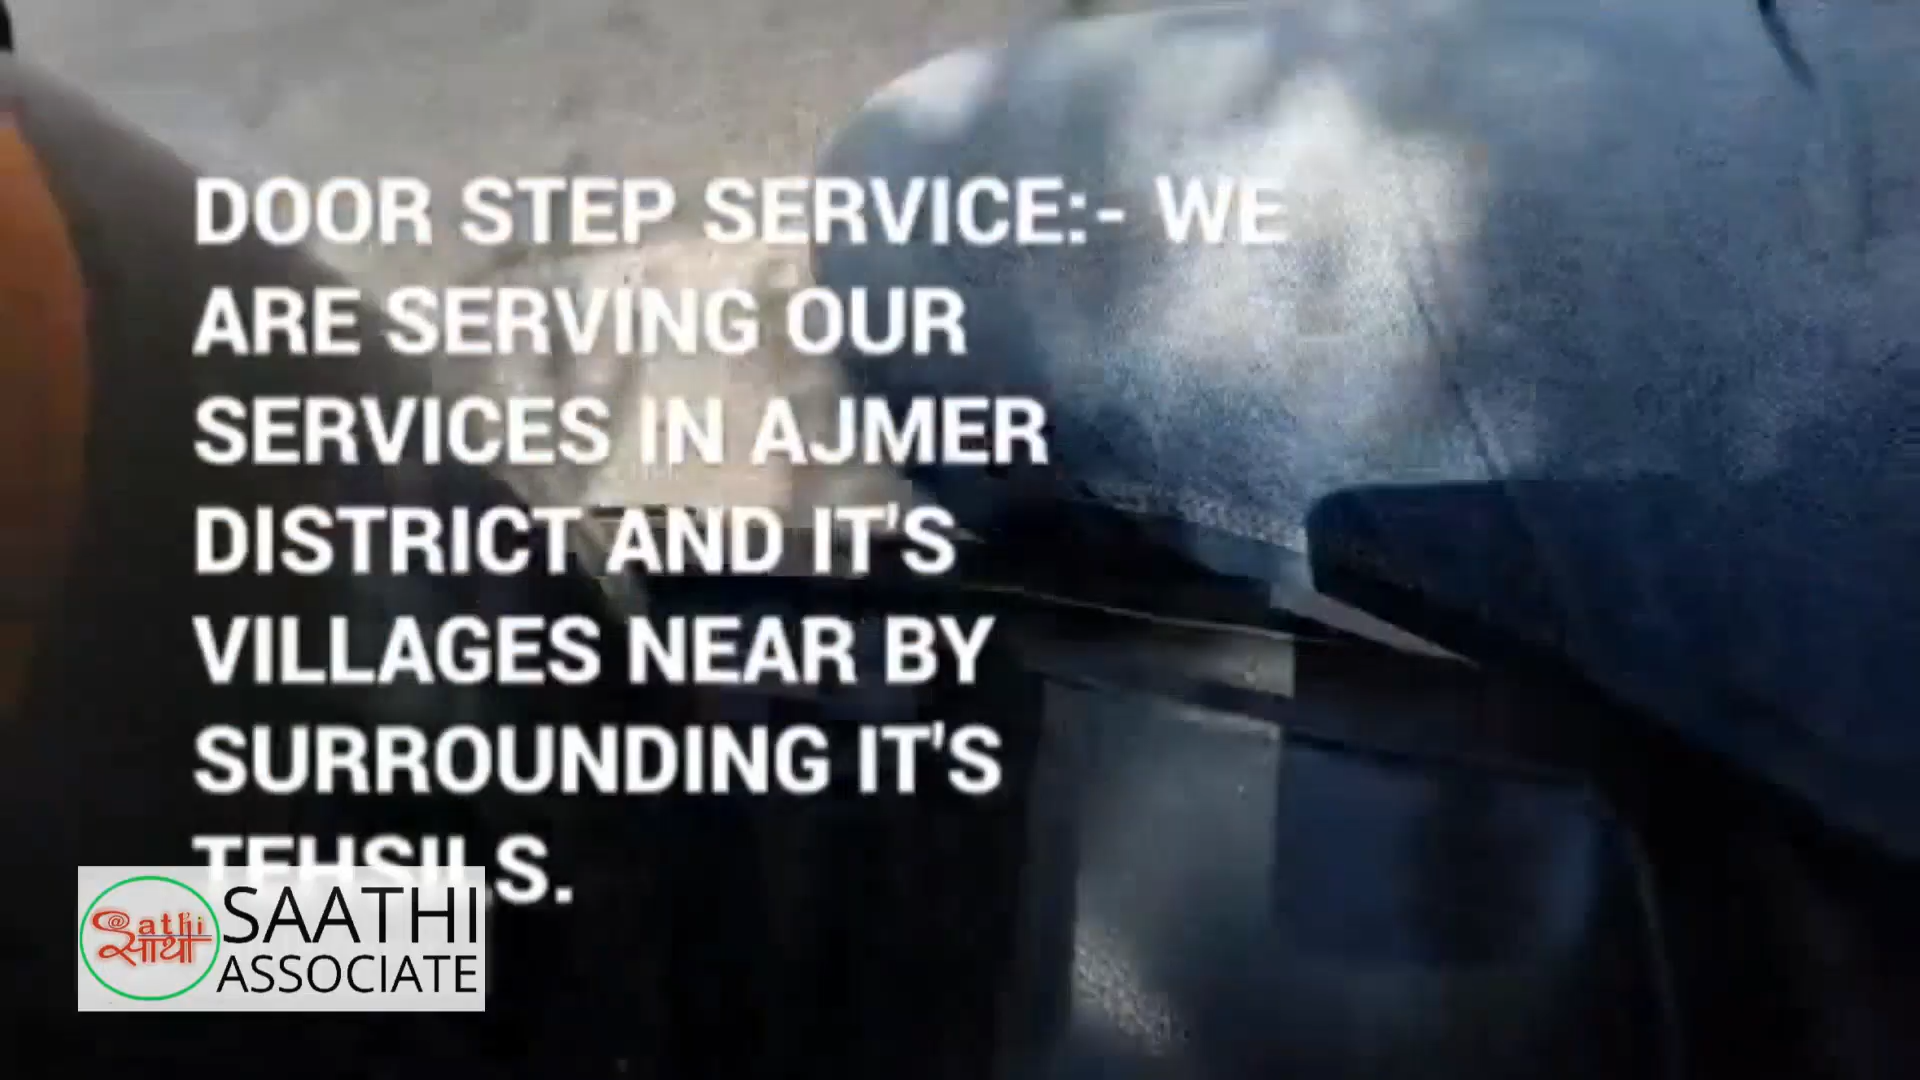 DOOR STEP SERVICE:- WE
ARE SERVING OUR
SERVICES IN AJMER
DISTRICT AND IT'S
VILLAGES NEAR BY
SURROUNDING IT'S
TEHSILS.
@athi
साथी
SAATHI
ASSOCIATE